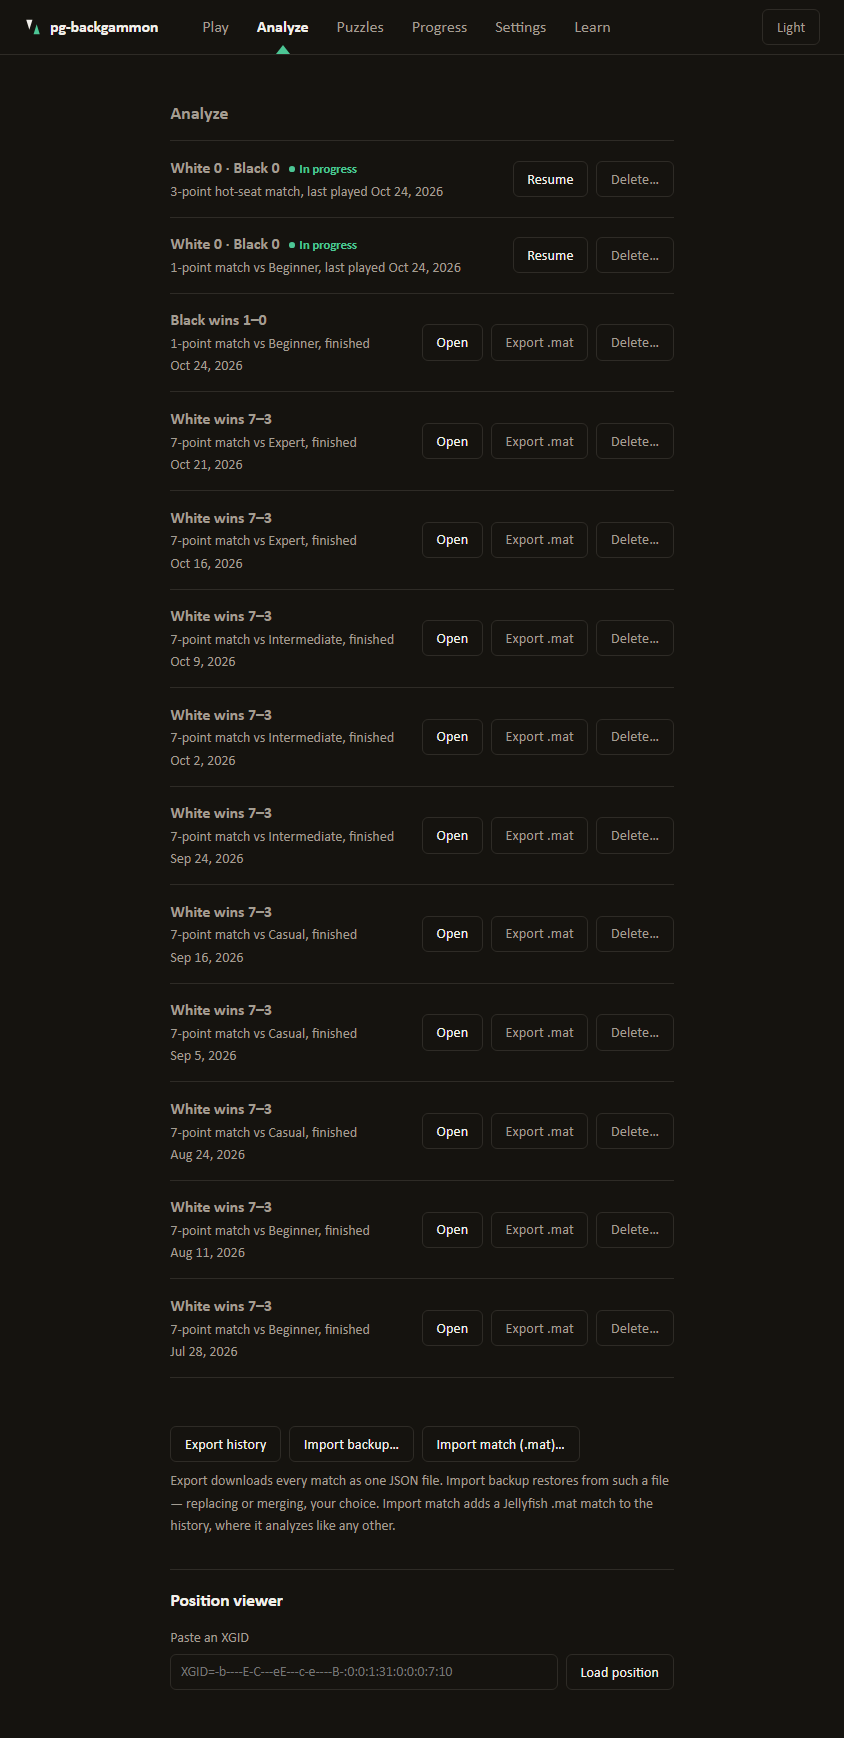 pg-backgammon Play Analyze Puzzles Progress Settings Learn Light
Analyze
White 0 · Black 0 In progress
3-point hot-seat match, last played Oct 24, 2026
Resume Delete…
White 0 · Black 0 In progress
1-point match vs Beginner, last played Oct 24, 2026
Resume Delete…
Black wins 1–0
1-point match vs Beginner, finished
Oct 24, 2026
Open Export .mat Delete…
White wins 7–3
7-point match vs Expert, finished
Oct 21, 2026
Open Export .mat Delete…
White wins 7–3
7-point match vs Expert, finished
Oct 16, 2026
Open Export .mat Delete…
White wins 7–3
7-point match vs Intermediate, finished
Oct 9, 2026
Open Export .mat Delete…
White wins 7–3
7-point match vs Intermediate, finished
Oct 2, 2026
Open Export .mat Delete…
White wins 7–3
7-point match vs Intermediate, finished
Sep 24, 2026
Open Export .mat Delete…
White wins 7–3
7-point match vs Casual, finished
Sep 16, 2026
Open Export .mat Delete…
White wins 7–3
7-point match vs Casual, finished
Sep 5, 2026
Open Export .mat Delete…
White wins 7–3
7-point match vs Casual, finished
Aug 24, 2026
Open Export .mat Delete…
White wins 7–3
7-point match vs Beginner, finished
Aug 11, 2026
Open Export .mat Delete…
White wins 7–3
7-point match vs Beginner, finished
Jul 28, 2026
Open Export .mat Delete…
Export history Import backup… Import match (.mat)…
Export downloads every match as one JSON file. Import backup restores from such a file
— replacing or merging, your choice. Import match adds a Jellyfish .mat match to the
history, where it analyzes like any other.
Position viewer
Paste an XGID
XGID=-b----E-C---eE---c-e----B-:0:0:1:31:0:0:0:7:10 Load position